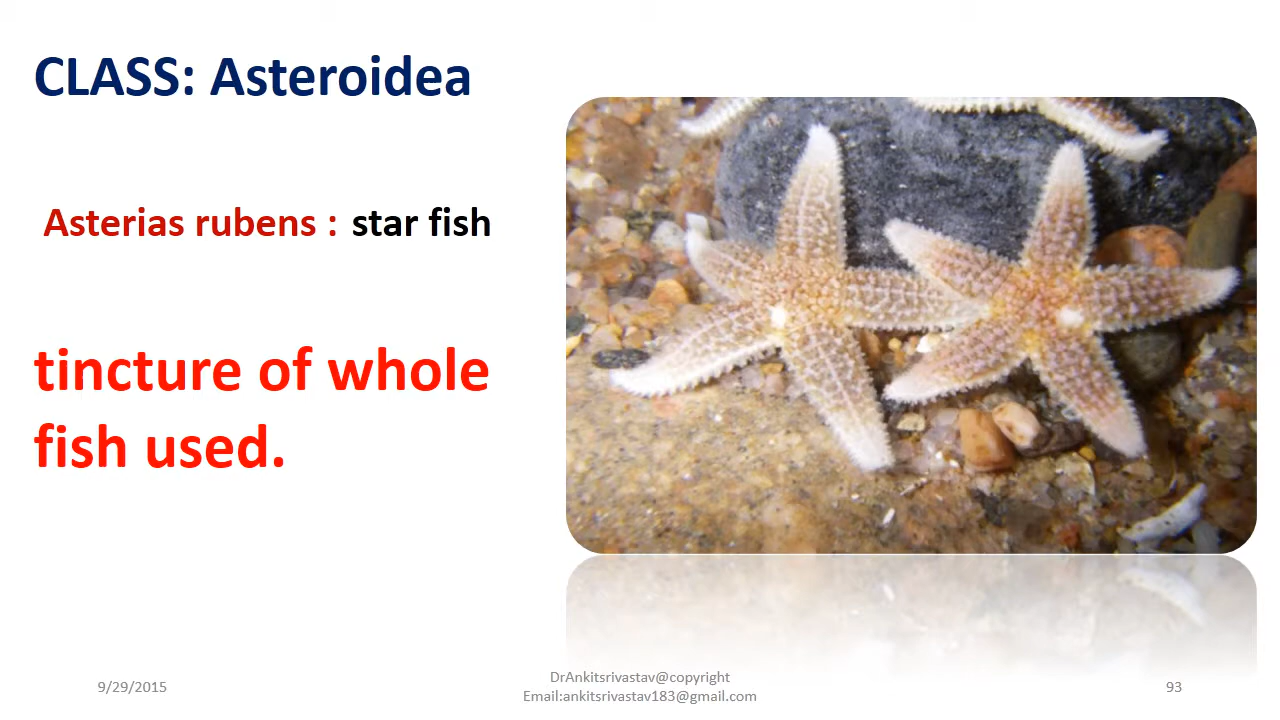 CLASS: Asteroidea
Asterias rubens : star fish
tincture of whole
fish used.
9/29/2015
DrAnkitsrivastav@copyright
Email:ankitsrivastav183@gmail.com
93